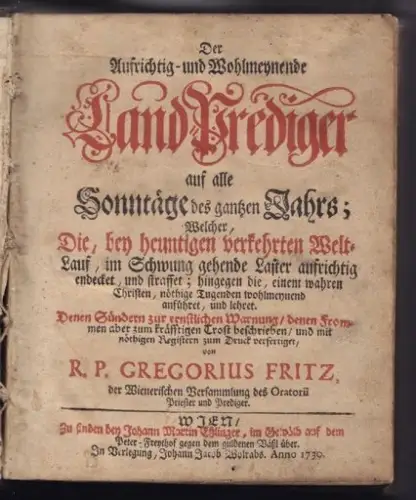 Der
Aufrichtig-und Wohlmeynende
Land Prediger
auf alle
Sonntäge des gantzen Jahrs;
Welcher,
Die, bey heuntigen verkehrten Welt-
Lauf, im Schwung gehende Laster aufrichtig
endecket, und straffet; hingegen die, einem wahren
Christen, nöthige Tugenden wohlmeynend
anführet, und lehret.
Denen Sündern zur ernstlichen Warnung / denen From-
men aber zum kräfftigen Trost beschrieben / und mit
nöthigen Registern zum Druck verfertiget,
von
R. P. GREGORIUS FRITZ,
der Wienerischen Versammlung des Oratorii
Priester und Prediger.
WIEN /
Zu finden bey Johann Martin, im Gewölb auf dem
Peter-Freythof gegen dem guldenen über.
In Verlegung, Johann Jacob Wolrabs. Anno 1739.